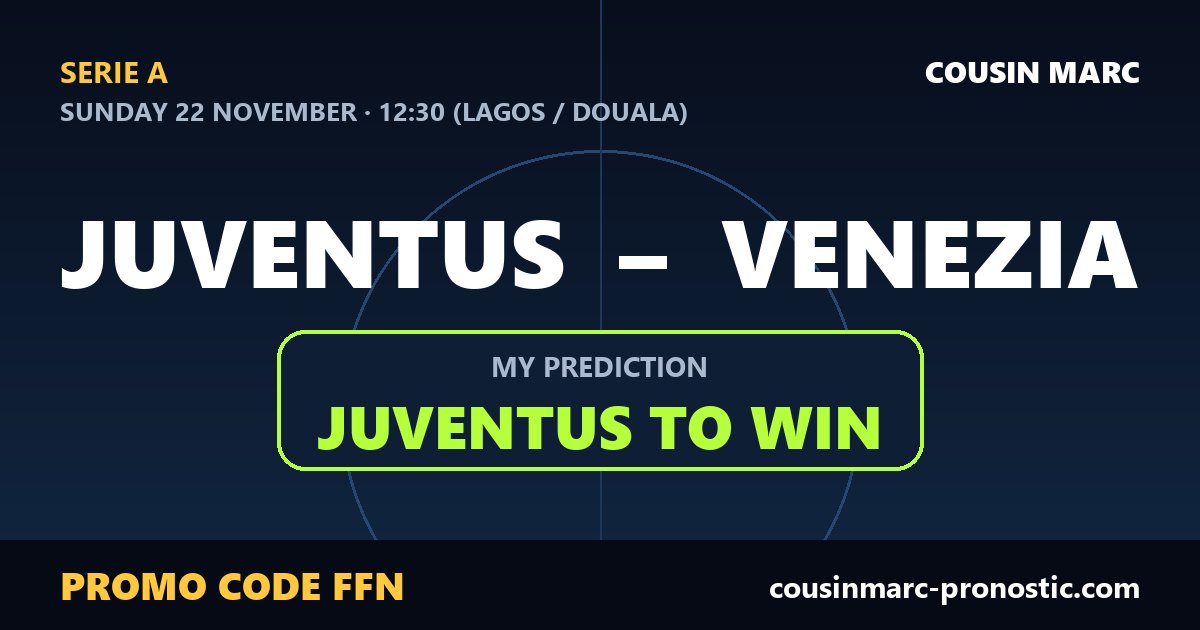 SERIE A
COUSIN MARC
SUNDAY 22 NOVEMBER · 12:30 (LAGOS / DOUALA)
JUVENTUS – VENEZIA
MY PREDICTION
JUVENTUS TO WIN
PROMO CODE FFN
cousinmarc-pronostic.com